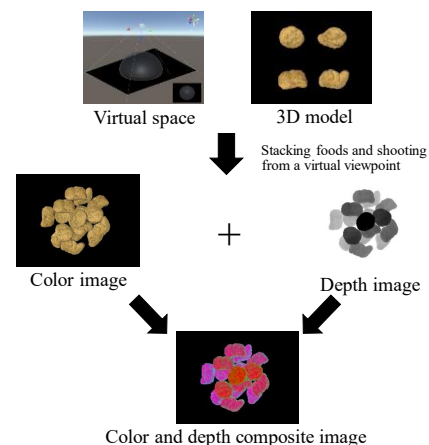 Virtual space
3D model
Stacking foods and shooting
from a virtual viewpoint
+
Color image
Depth image
Color and depth composite image